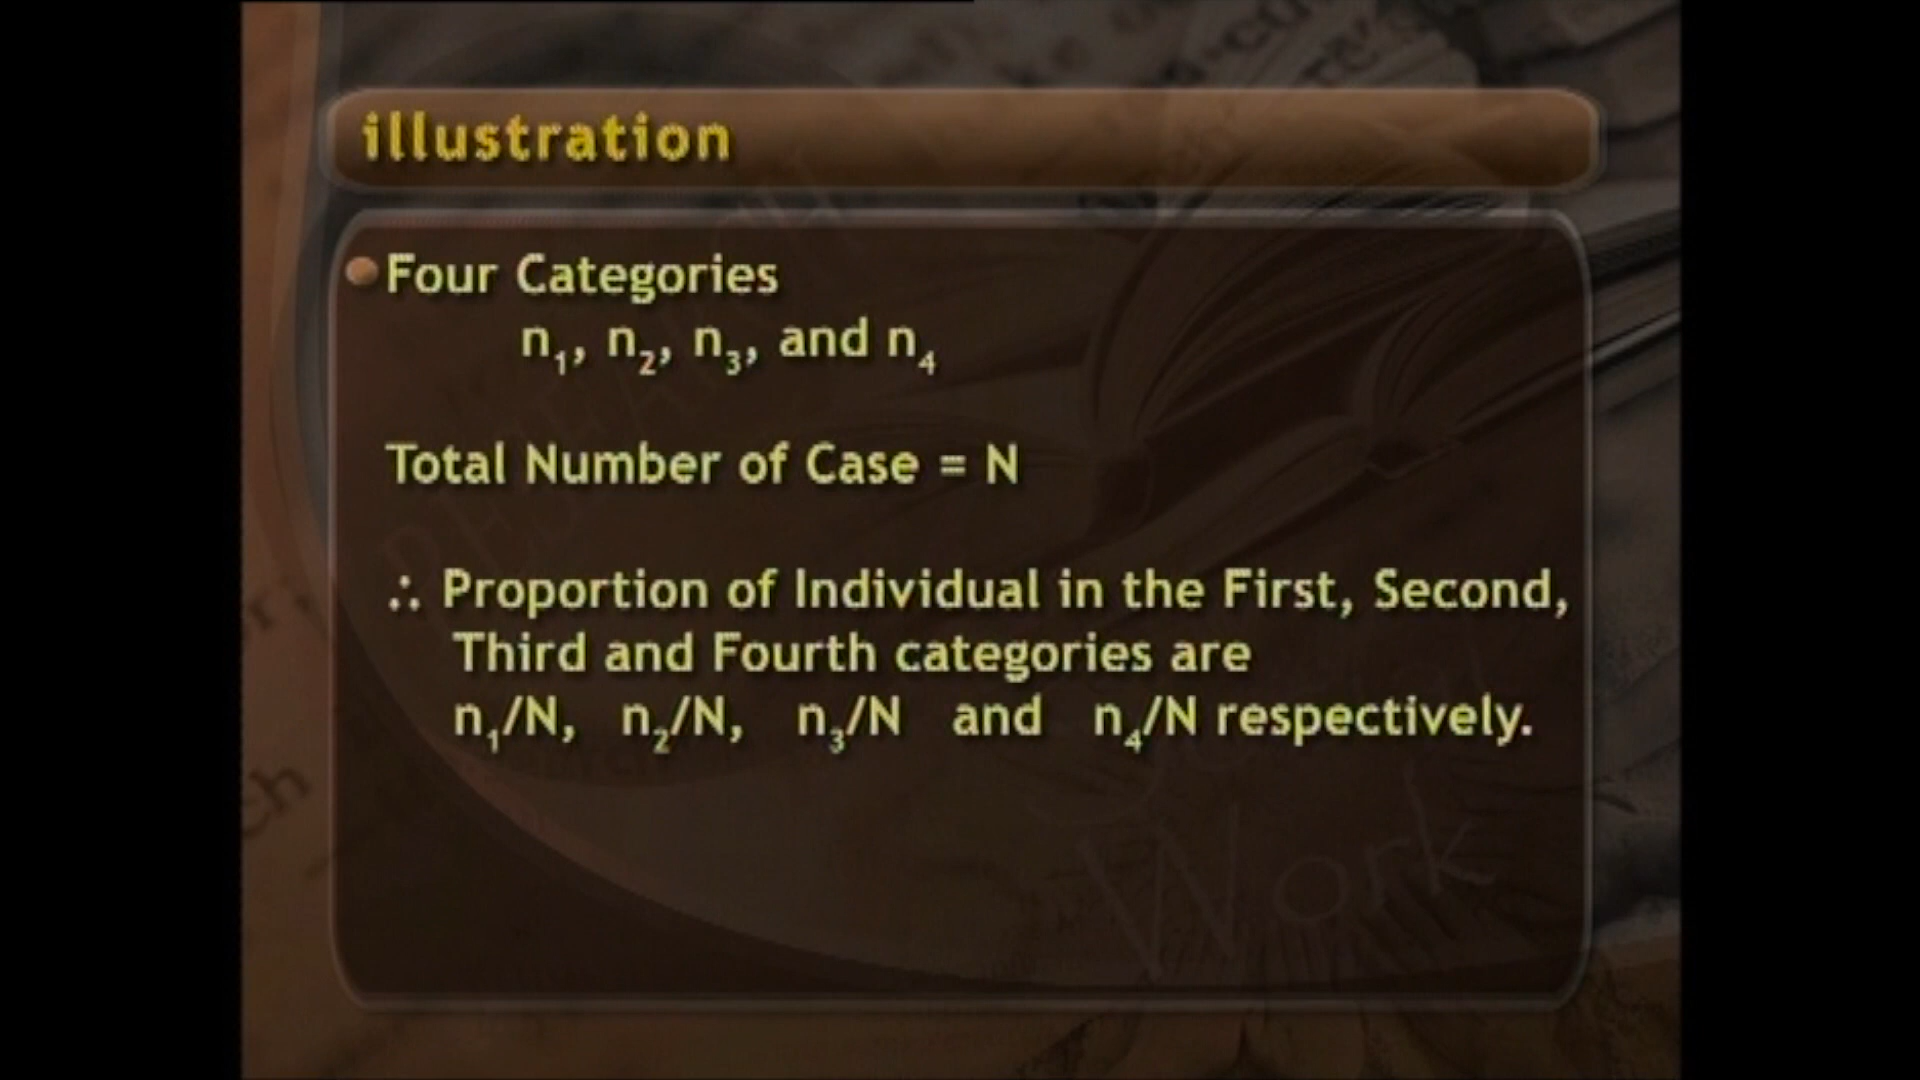 illustration
Four Categories
n₁, n₂, n₃, and n₄
Total Number of Case = N
∴ Proportion of Individual in the First, Second,
Third and Fourth categories are
n₁/N, n₂/N, n₃/N and n₄/N respectively.
Work